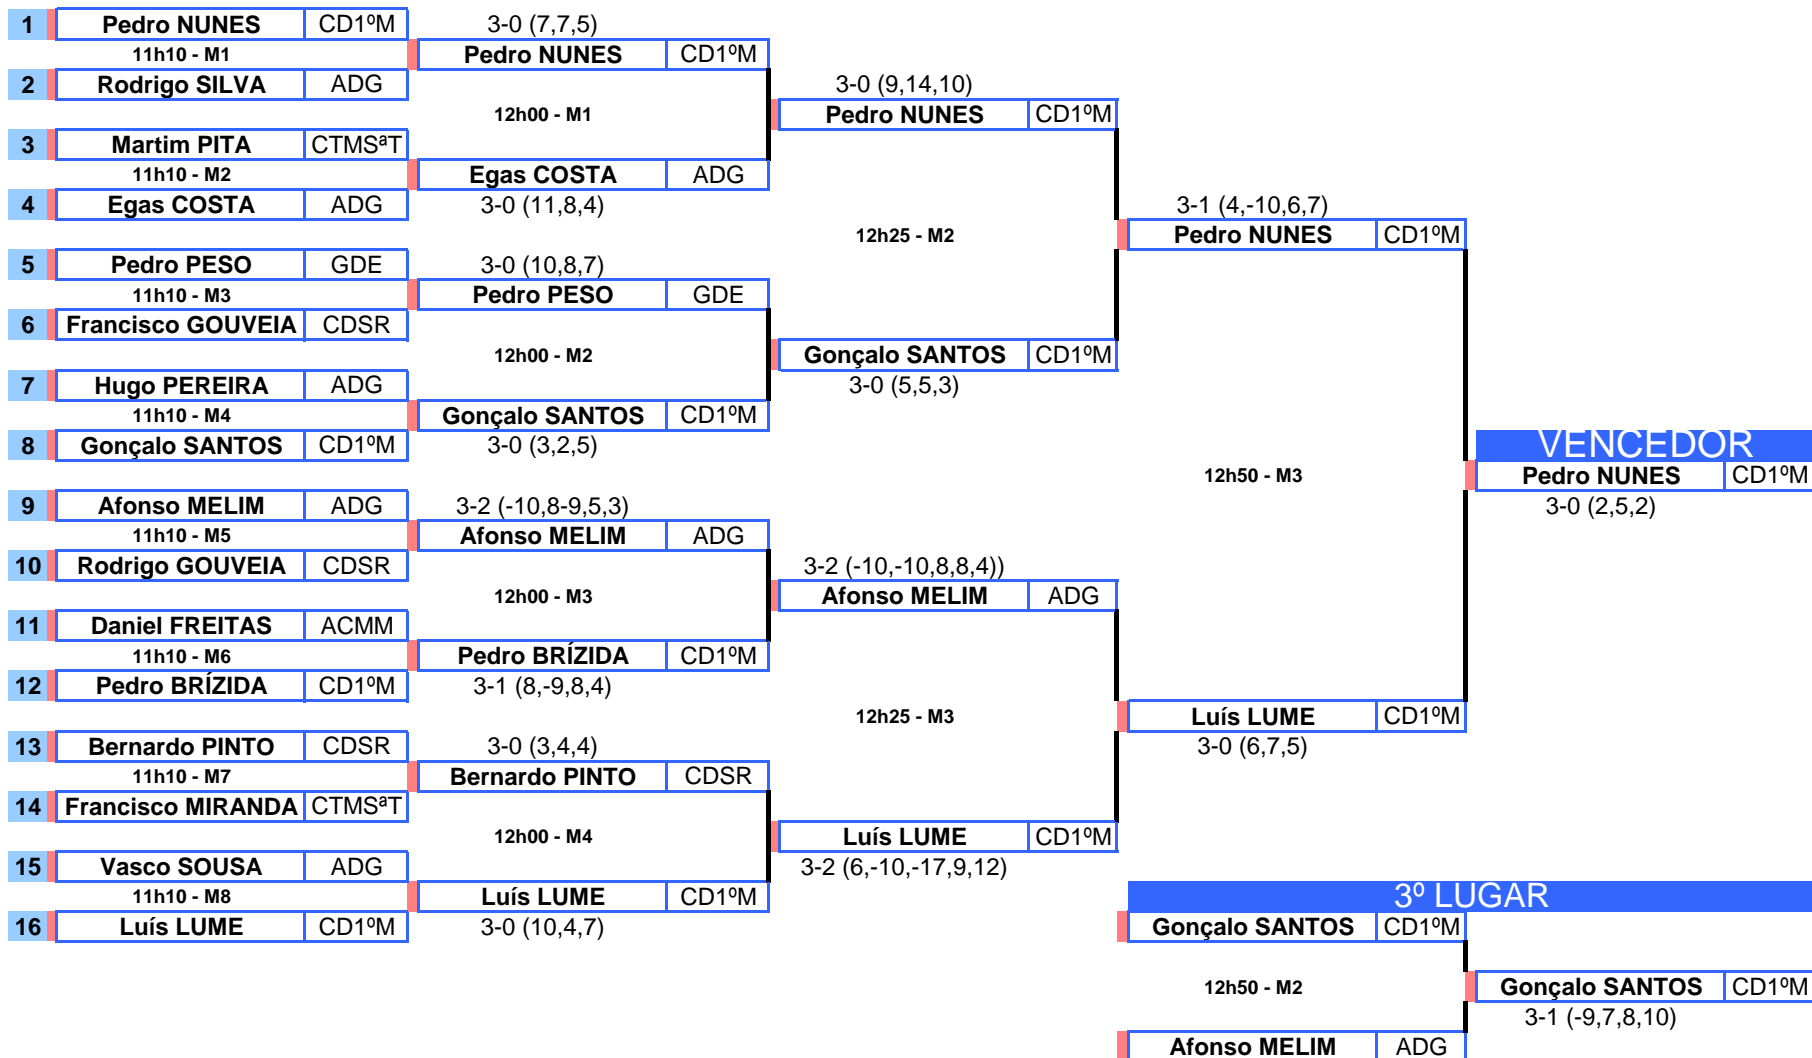 1 Pedro NUNES CD1ºM 3-0 (7,7,5)
11h10 - M1 Pedro NUNES CD1ºM
2 Rodrigo SILVA ADG 3-0 (9,14,10)
12h00 - M1 Pedro NUNES CD1ºM
3 Martim PITA CTMSªT
11h10 - M2 Egas COSTA ADG
4 Egas COSTA ADG 3-0 (11,8,4) 3-1 (4,-10,6,7)
12h25 - M2 Pedro NUNES CD1ºM
5 Pedro PESO GDE 3-0 (10,8,7)
11h10 - M3 Pedro PESO GDE
6 Francisco GOUVEIA CDSR
12h00 - M2 Gonçalo SANTOS CD1ºM
7 Hugo PEREIRA ADG 3-0 (5,5,3)
11h10 - M4 Gonçalo SANTOS CD1ºM
8 Gonçalo SANTOS CD1ºM 3-0 (3,2,5) VENCEDOR
12h50 - M3 Pedro NUNES CD1ºM
9 Afonso MELIM ADG 3-2 (-10,8-9,5,3) 3-0 (2,5,2)
11h10 - M5 Afonso MELIM ADG
10 Rodrigo GOUVEIA CDSR 3-2 (-10,-10,8,8,4))
12h00 - M3 Afonso MELIM ADG
11 Daniel FREITAS ACMM
11h10 - M6 Pedro BRÍZIDA CD1ºM
12 Pedro BRÍZIDA CD1ºM 3-1 (8,-9,8,4)
12h25 - M3 Luís LUME CD1ºM
13 Bernardo PINTO CDSR 3-0 (3,4,4) 3-0 (6,7,5)
11h10 - M7 Bernardo PINTO CDSR
14 Francisco MIRANDA CTMSªT
12h00 - M4 Luís LUME CD1ºM
15 Vasco SOUSA ADG 3-2 (6,-10,-17,9,12)
11h10 - M8 Luís LUME CD1ºM 3º LUGAR
16 Luís LUME CD1ºM 3-0 (10,4,7) Gonçalo SANTOS CD1ºM
12h50 - M2 Gonçalo SANTOS CD1ºM
3-1 (-9,7,8,10)
Afonso MELIM ADG